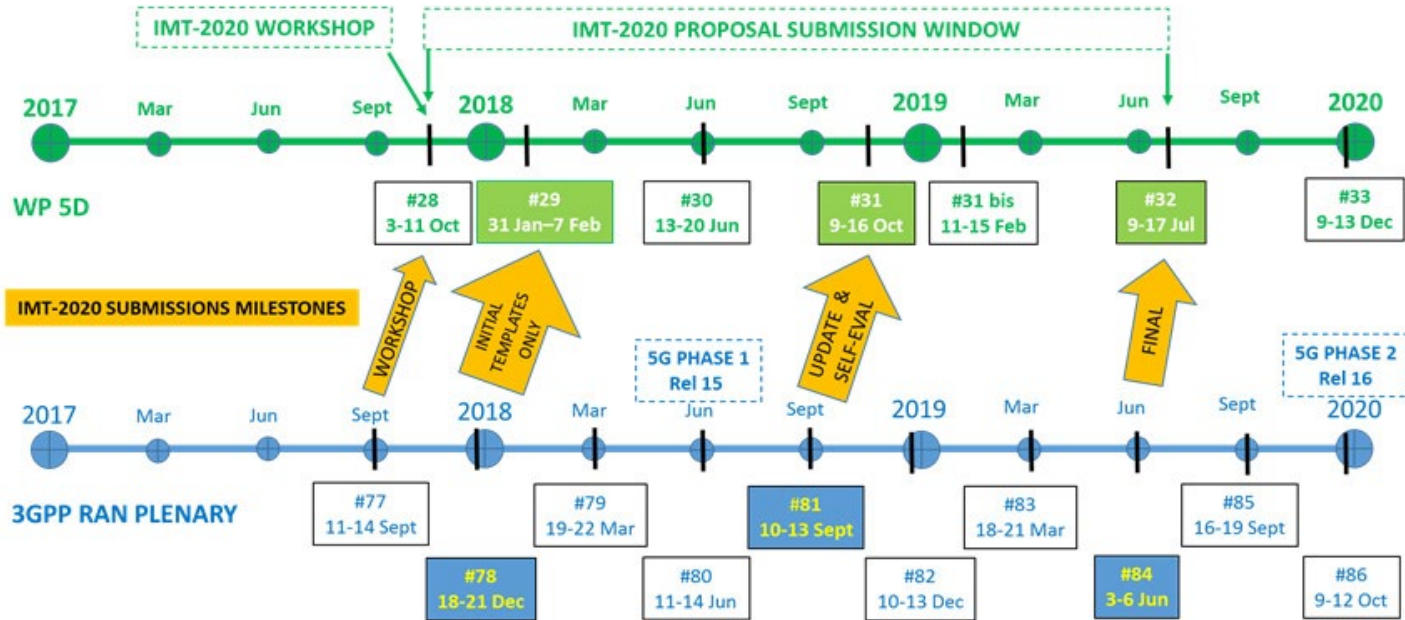 IMT-2020 WORKSHOP
IMT-2020 PROPOSAL SUBMISSION WINDOW
2017
Mar
Jun
Sept
2018
Mar
Jun
Sept
2019
Mar
Jun
Sept
2020
WP 5D
#28
3-11 Oct
#29
31 Jan–7 Feb
#30
13-20 Jun
#31
9-16 Oct
#31 bis
11-15 Feb
#32
9-17 Jul
#33
9-13 Dec
IMT-2020 SUBMISSIONS MILESTONES
WORKSHOP
INITIAL
TEMPLATES
ONLY
UPDATE &
SELF-EVAL
FINAL
5G PHASE 1
Rel 15
5G PHASE 2
Rel 16
2017
Mar
Jun
Sept
2018
Mar
Jun
Sept
2019
Mar
Jun
Sept
2020
3GPP RAN PLENARY
#77
11-14 Sept
#78
18-21 Dec
#79
19-22 Mar
#80
11-14 Jun
#81
10-13 Sept
#82
10-13 Dec
#83
18-21 Mar
#84
3-6 Jun
#85
16-19 Sept
#86
9-12 Oct